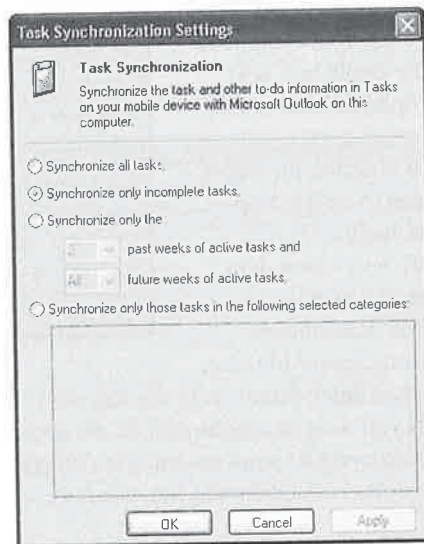 Task Synchronization Settings
Task Synchronization
Synchronize the task and other to-do information in Tasks
on your mobile device with Microsoft Outlook on this
computer.
Synchronize all tasks.
Synchronize only incomplete tasks.
Synchronize only the
2 past weeks of active tasks and
All future weeks of active tasks.
Synchronize only those tasks in the following selected categories:
OK Cancel Apply